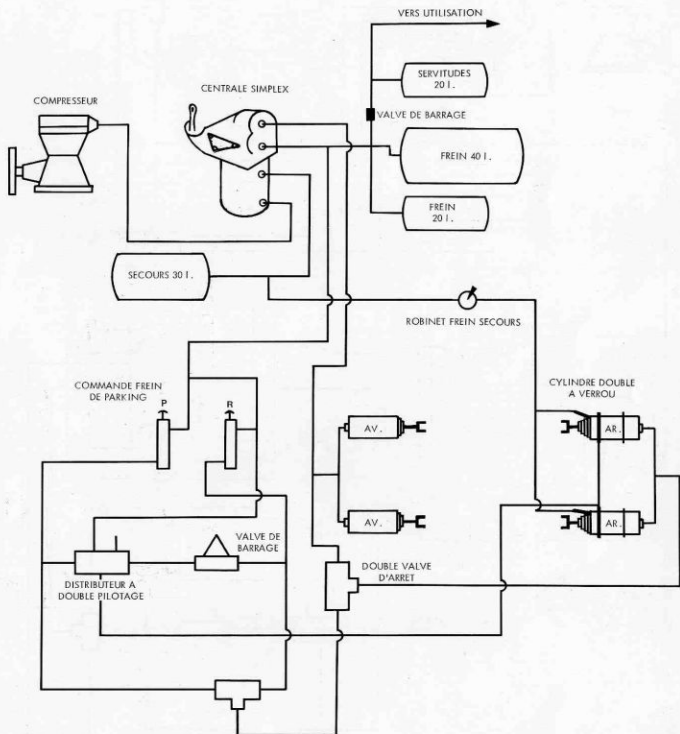 VERS UTILISATION
SERVITUDES
20 l.
CENTRALE SIMPLEX
COMPRESSEUR
VALVE DE BARRAGE
FREIN 40 l.
FREIN
20 l.
SECOURS 30 l.
ROBINET FREIN SECOURS
COMMANDE FREIN
DE PARKING
P
R
CYLINDRE DOUBLE
A VERROU
AV.
AR.
AV.
AR.
VALVE DE
BARRAGE
DISTRIBUTEUR A
DOUBLE PILOTAGE
DOUBLE VALVE
D'ARRET